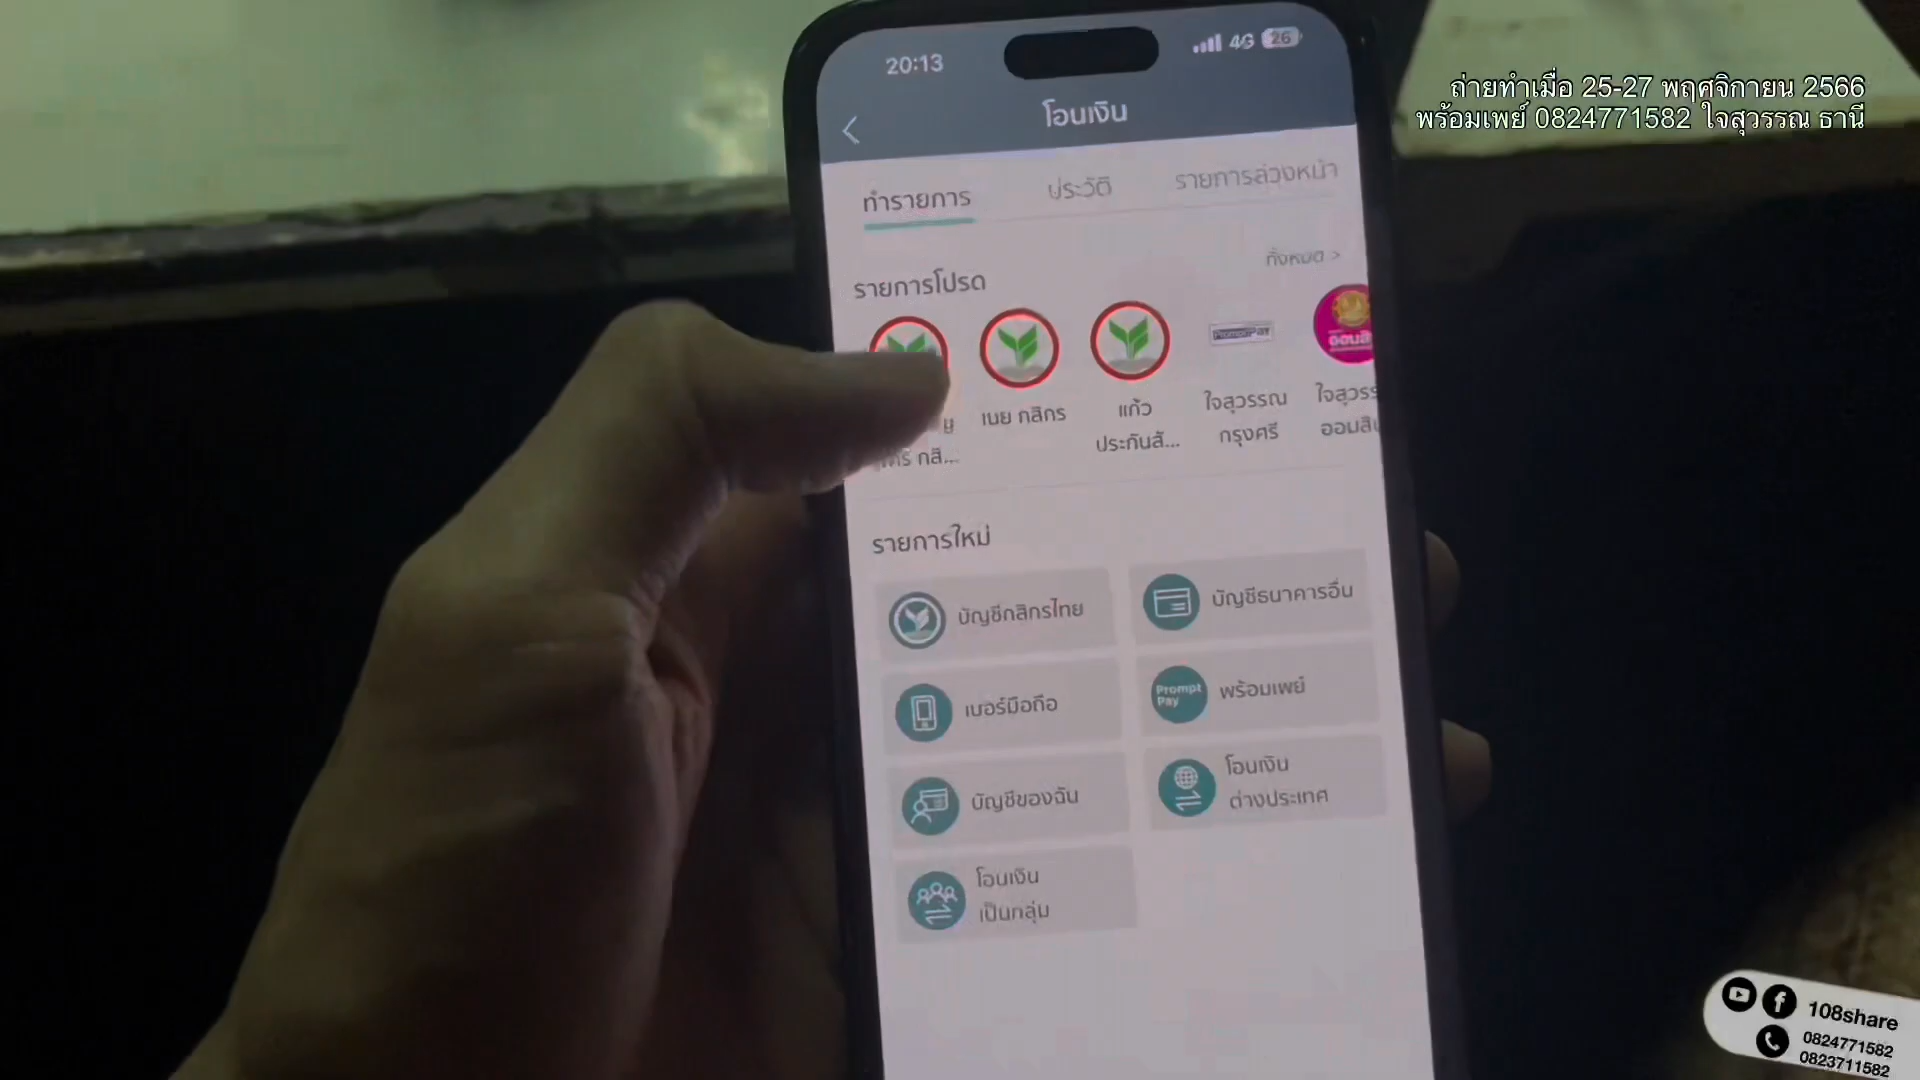 20:13
4G 26
ถ่ายทำเมื่อ 25-27 พฤศจิกายน 2566
พร้อมเพย์ 0824771582 ใจสุวรรณ ธานี
โอนเงิน
ทำรายการ
ประวัติ
รายการล่วงหน้า
รายการโปรด
ทั้งหมด >
กสิ...
เนย กสิกร
แก้ว
ประกันสั...
PromptPay
ใจสุวรรณ
กรุงศรี
รายการใหม่
บัญชีกสิกรไทย
บัญชีธนาคารอื่น
เบอร์มือถือ
Prompt
Pay
พร้อมเพย์
บัญชีของฉัน
โอนเงิน
ต่างประเทศ
โอนเงิน
เป็นกลุ่ม
108share
0824771582
0823711582